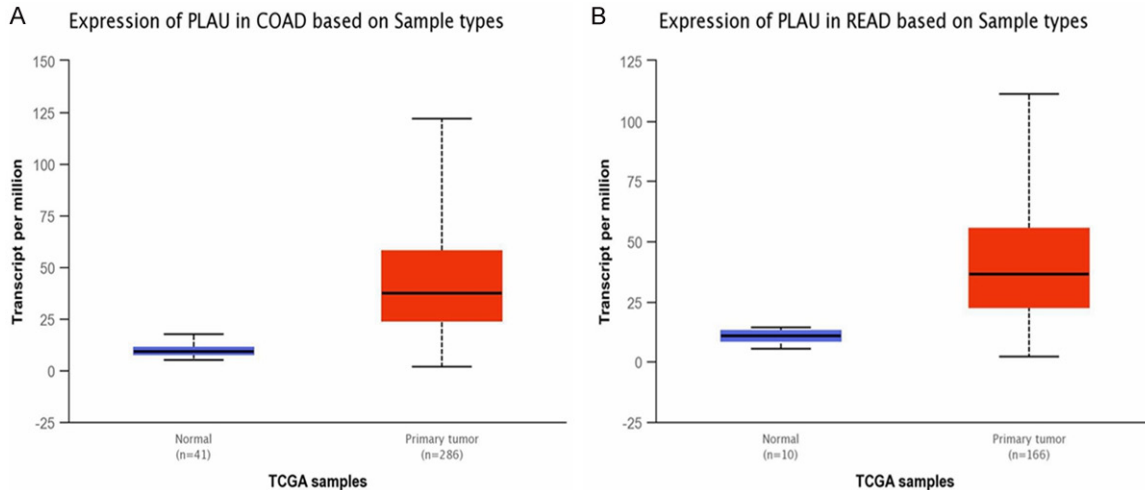 A
Expression of PLAU in COAD based on Sample types
Transcript per million
150
125
100
75
50
25
0
-25
Normal
(n=41)
Primary tumor
(n=286)
TCGA samples
B
Expression of PLAU in READ based on Sample types
Transcript per million
125
100
75
50
25
0
-25
Normal
(n=10)
Primary tumor
(n=166)
TCGA samples